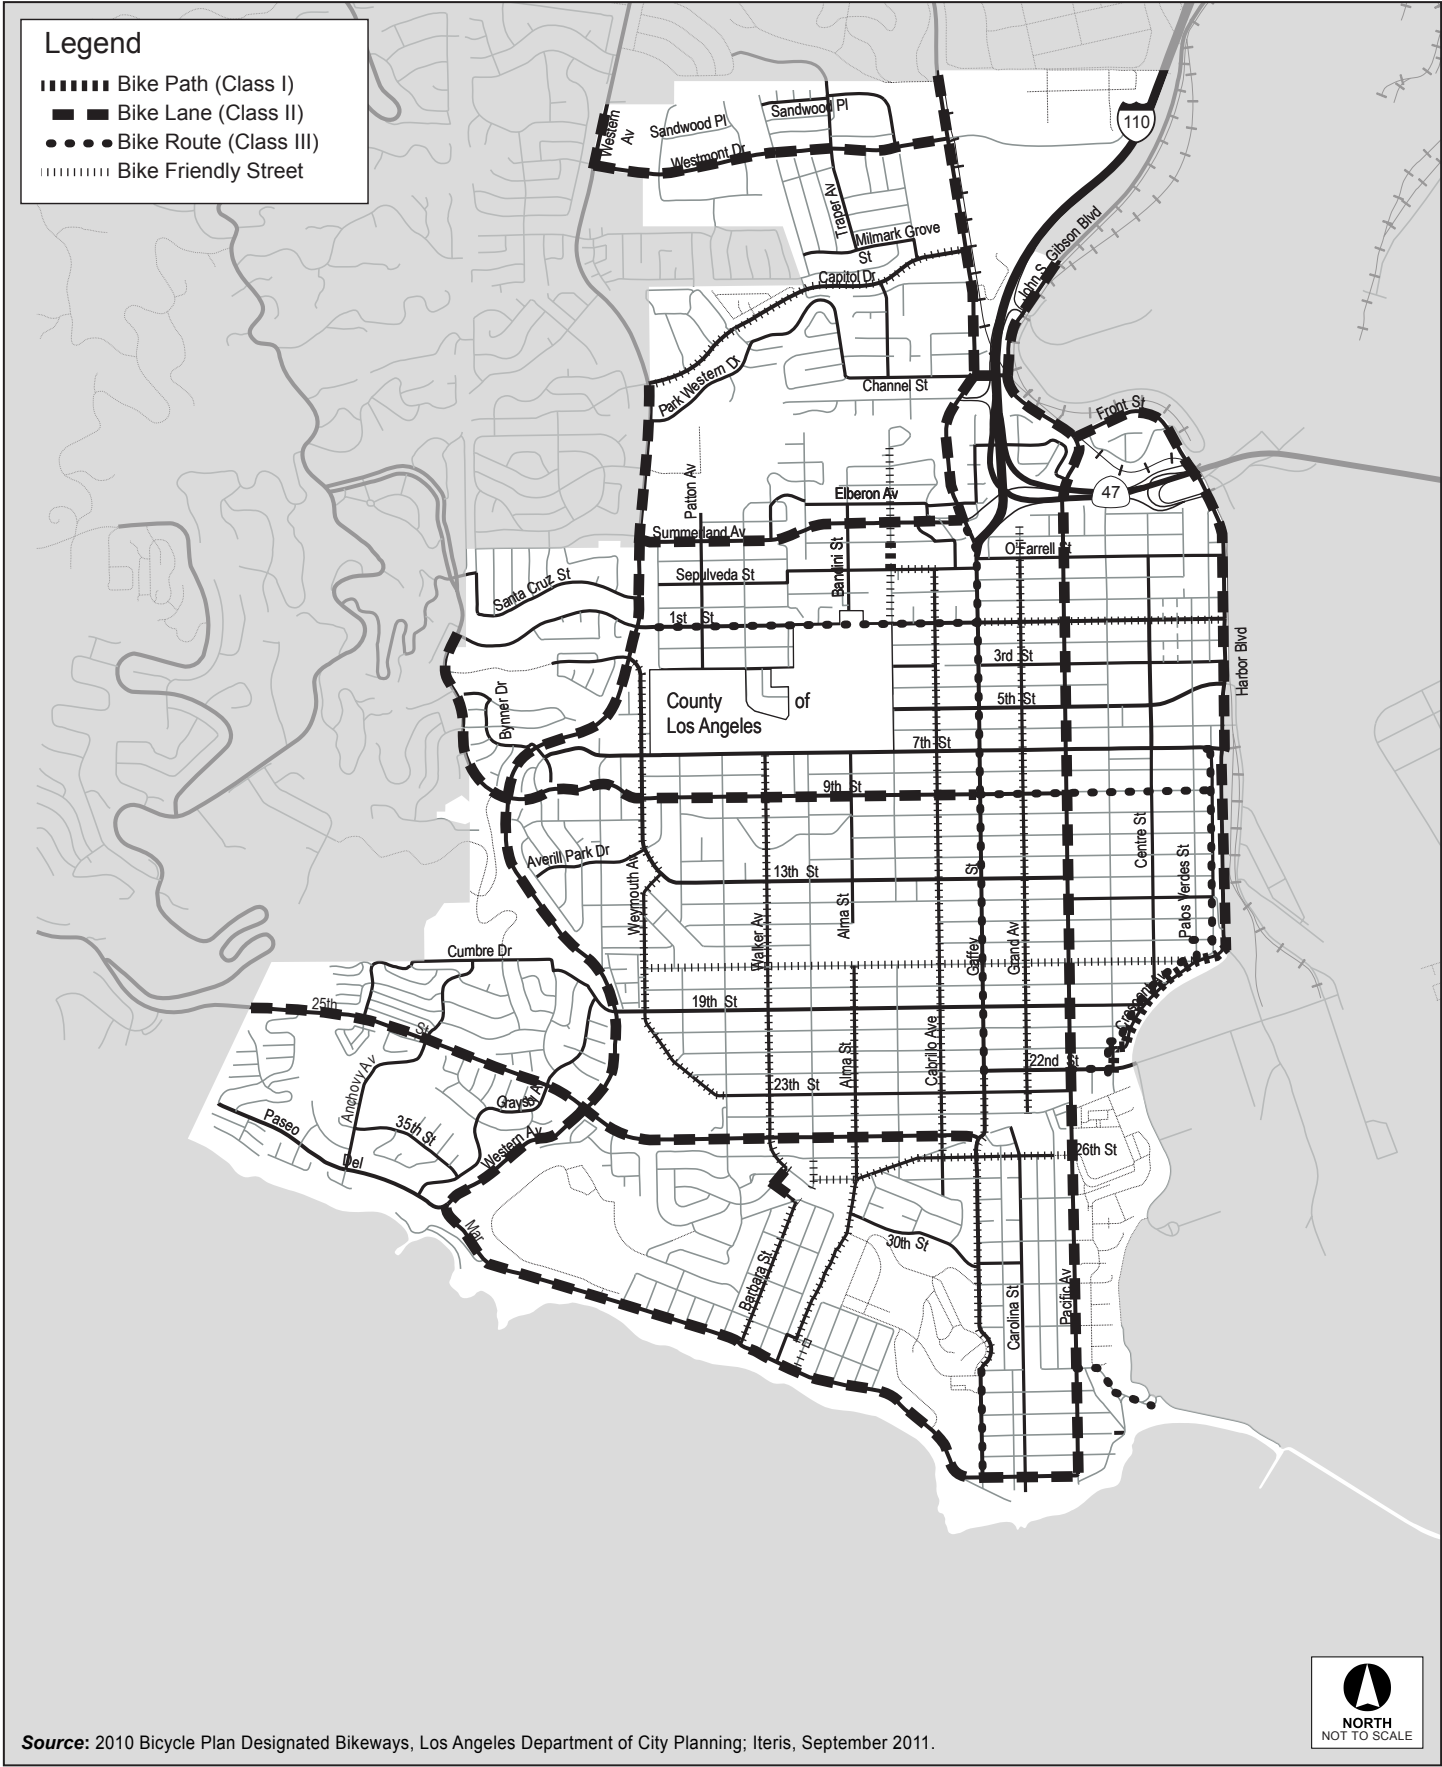 Legend
Bike Path (Class I)
Bike Lane (Class II)
Bike Route (Class III)
Bike Friendly Street
110
Western
Av
Sandwood Pl
Sandwood Pl
Westmont Dr
Traper Av
Milmark Grove
St
Capitol Dr
John S. Gibson Blvd
Park Western Dr
Channel St
Front St
47
Patton Av
Elberon Av
Summerland Av
Bandini St
O'Farrell St
Santa Cruz St
Sepulveda St
1st St
3rd St
Harbor Blvd
Bynner Dr
County of
Los Angeles
5th St
7th St
9th St
Averill Park Dr
Weymouth Av
13th St
Centre St
Palos Verdes St
Alma St
Walker Av
Gaffey St
Grand Av
Cumbre Dr
19th St
25th St
Crescent Av
Cabrillo Ave
Alma St
22nd St
23th St
Anchovy Av
Grayson Av
35th St
Western Av
Paseo Del Mar
26th St
30th St
Barbara St
Carolina St
Pacific Av
NORTH
NOT TO SCALE
Source: 2010 Bicycle Plan Designated Bikeways, Los Angeles Department of City Planning; Iteris, September 2011.